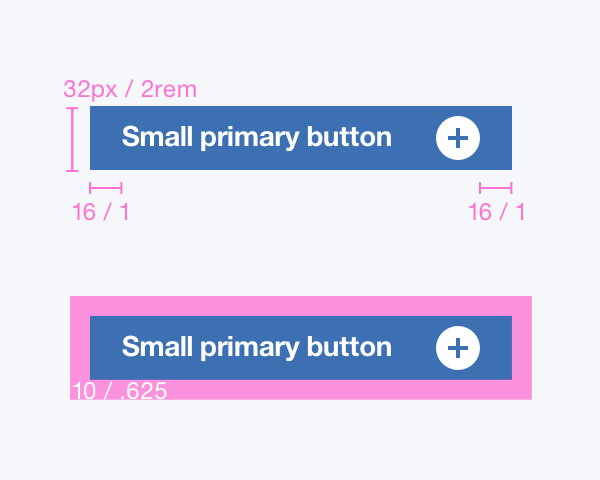 32px / 2rem
Small primary button
16 / 1
16 / 1
Small primary button
10 / .625